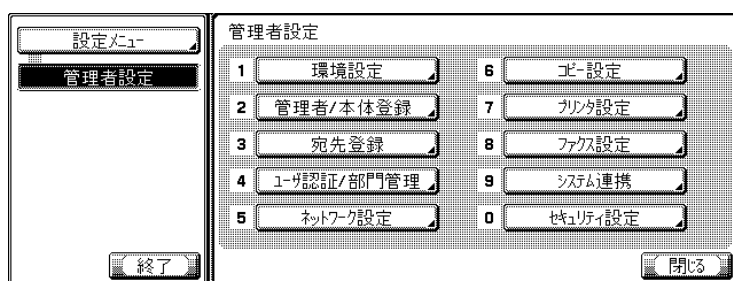 設定ﾒﾆｭｰ
管理者設定
終了
管理者設定
1 環境設定
2 管理者/本体登録
3 宛先登録
4 ﾕｰｻﾞ認証/部門管理
5 ﾈｯﾄﾜｰｸ設定
6 ｺﾋﾟｰ設定
7 ﾌﾟﾘﾝﾀ設定
8 ﾌｧｸｽ設定
9 ｼｽﾃﾑ連携
0 ｾｷｭﾘﾃｨ設定
閉じる